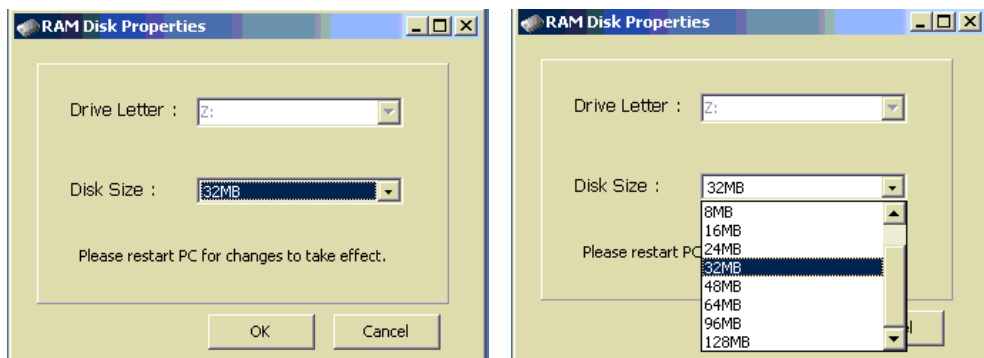 RAM Disk Properties
Drive Letter :
Z:
Disk Size :
32MB
Please restart PC for changes to take effect.
OK
Cancel
RAM Disk Properties
Drive Letter :
Z:
Disk Size :
32MB
8MB
16MB
24MB
32MB
48MB
64MB
96MB
128MB
Please restart PC
l